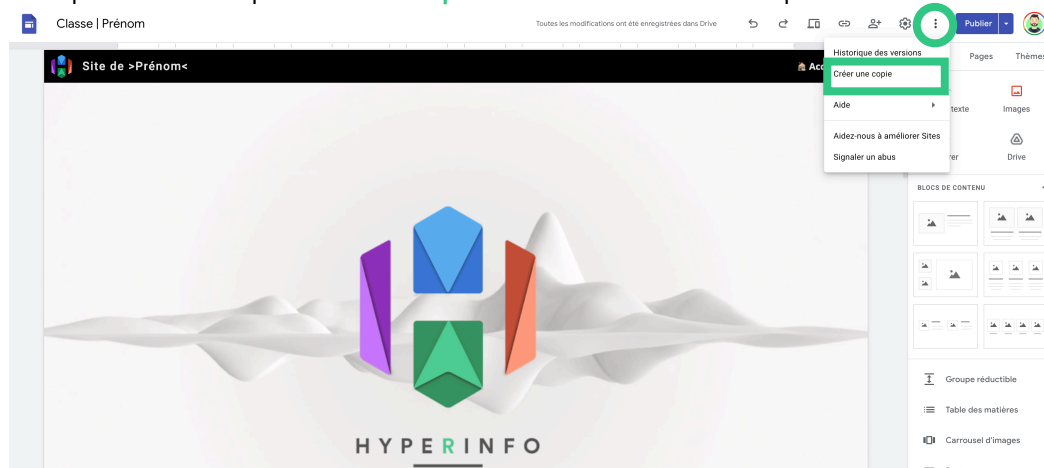 Classe | Prénom
Toutes les modifications ont été enregistrées dans Drive
Publier
Site de >Prénom<
Historique des versions
Créer une copie
Aide
Aidez-nous à améliorer Sites
Signaler un abus
Pages
Thèmes
texte
Images
Drive
BLOCS DE CONTENU
Groupe réductible
Table des matières
Carrousel d'images
HYPERINFO